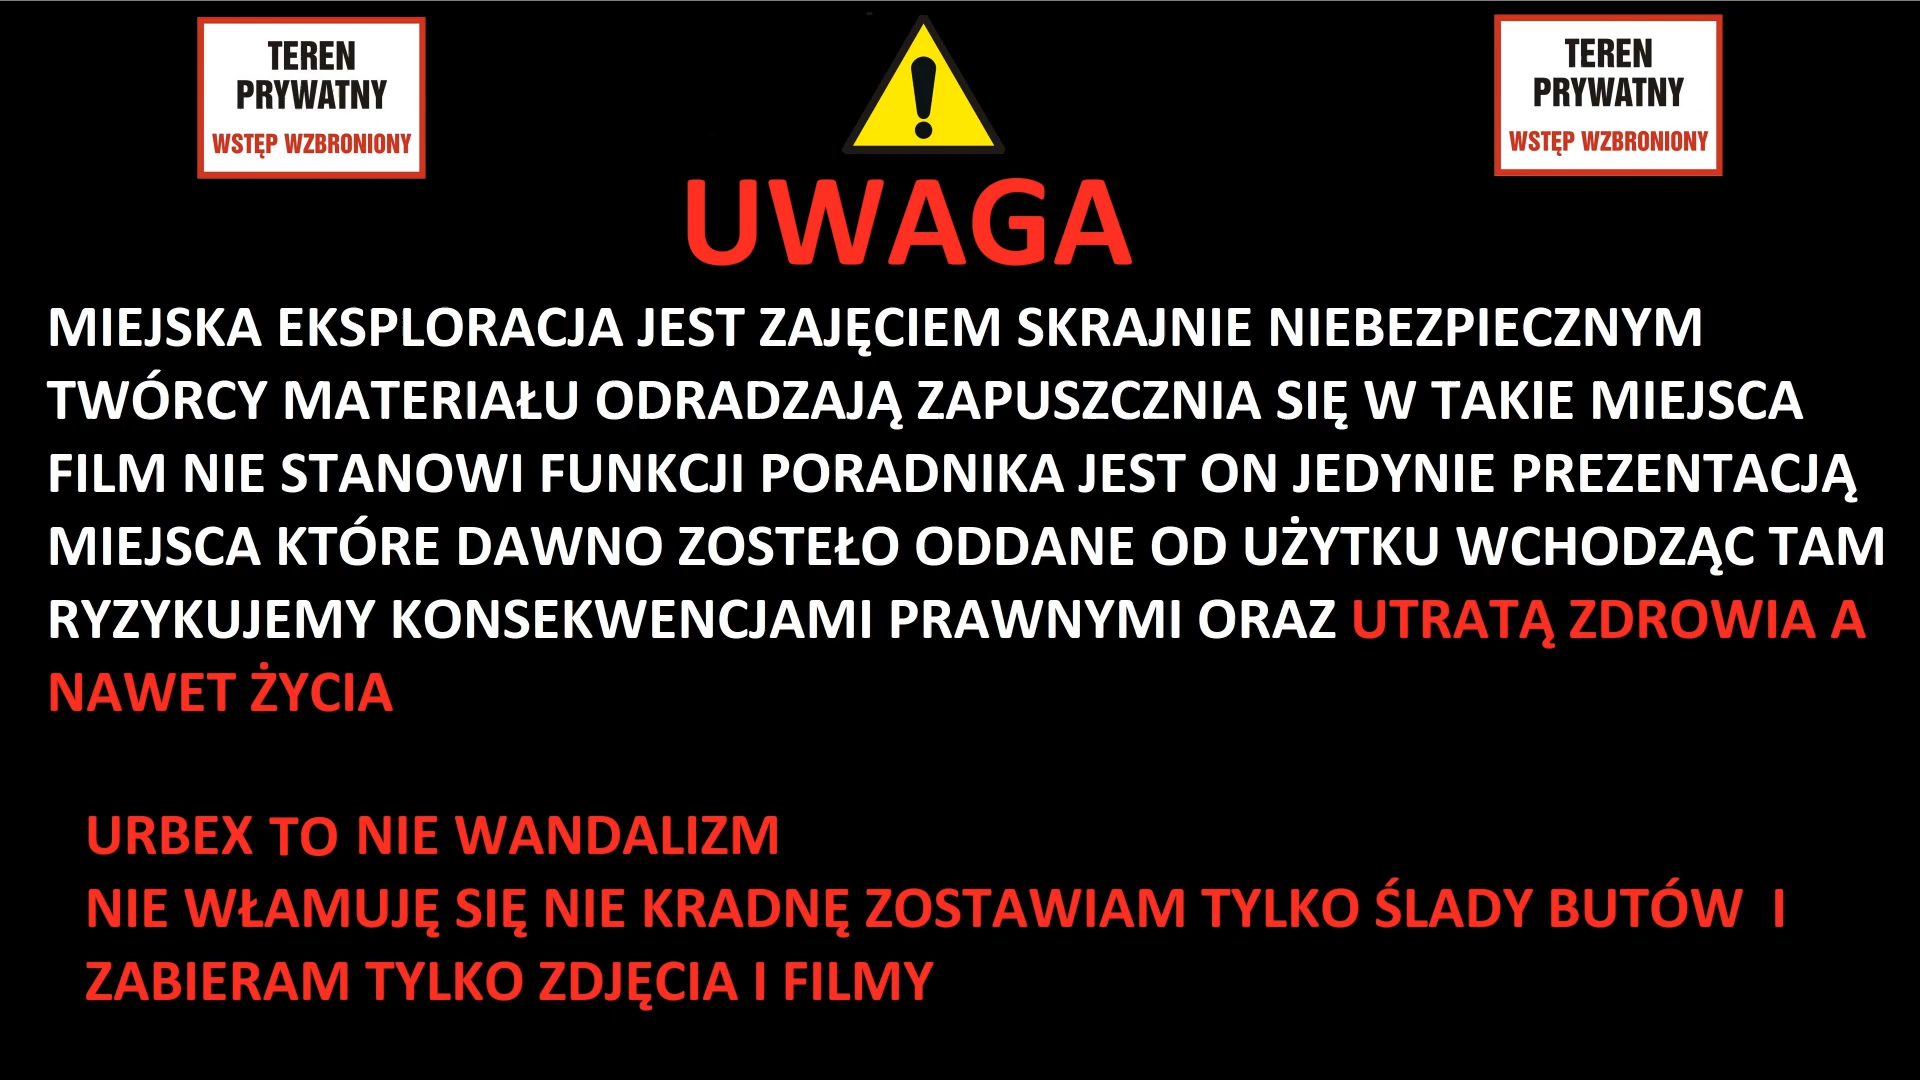 TEREN
PRYWATNY
WSTĘP WZBRONIONY
TEREN
PRYWATNY
WSTĘP WZBRONIONY
UWAGA
MIEJSKA EKSPLORACJA JEST ZAJĘCIEM SKRAJNIE NIEBEZPIECZNYM
TWÓRCY MATERIAŁU ODRADZAJĄ ZAPUSZCZNIA SIĘ W TAKIE MIEJSCA
FILM NIE STANOWI FUNKCJI PORADNIKA JEST ON JEDYNIE PREZENTACJĄ
MIEJSCA KTÓRE DAWNO ZOSTEŁO ODDANE OD UŻYTKU WCHODZĄC TAM
RYZYKUJEMY KONSEKWENCJAMI PRAWNYMI ORAZ UTRATĄ ZDROWIA A
NAWET ŻYCIA
URBEX TO NIE WANDALIZM
NIE WŁAMUJĘ SIĘ NIE KRADNĘ ZOSTAWIAM TYLKO ŚLADY BUTÓW I
ZABIERAM TYLKO ZDJĘCIA I FILMY